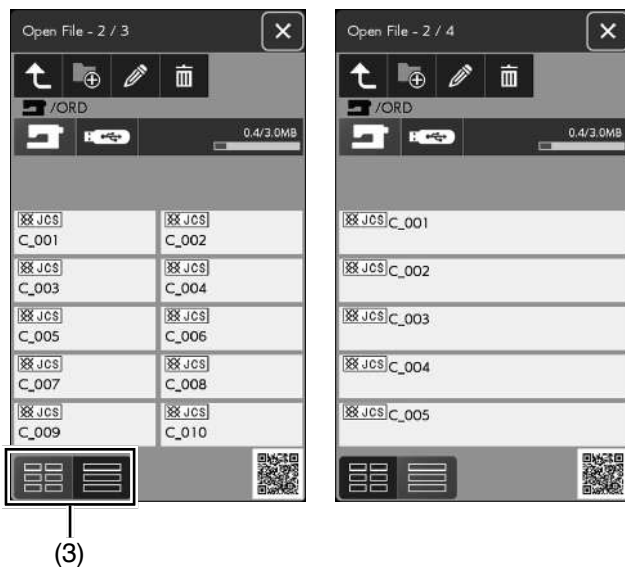 Open File - 2 / 3
/ORD
0.4/3.0MB
JCS
C_001
JCS
C_002
JCS
C_003
JCS
C_004
JCS
C_005
JCS
C_006
JCS
C_007
JCS
C_008
JCS
C_009
JCS
C_010
(3)
Open File - 2 / 4
/ORD
0.4/3.0MB
JCS C_001
JCS C_002
JCS C_003
JCS C_004
JCS C_005